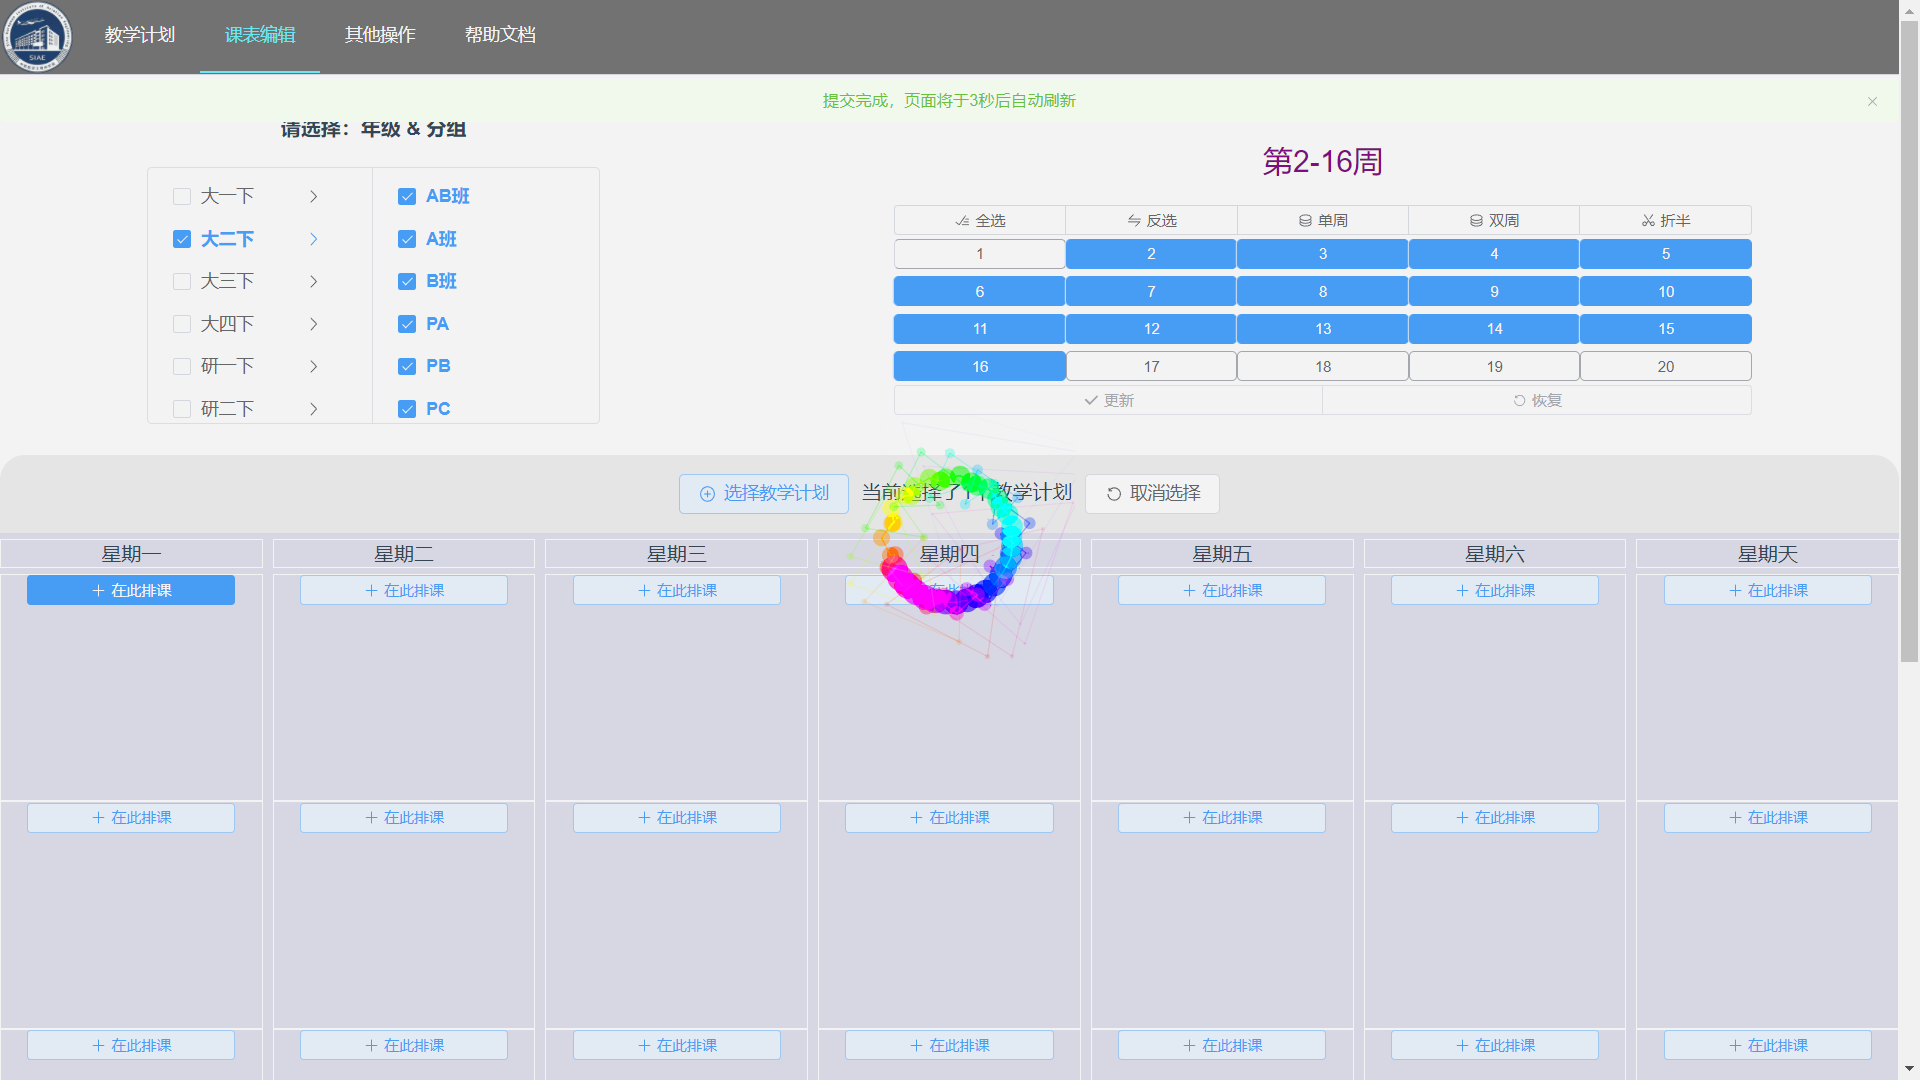 SIAE
教学计划 课表编辑 其他操作 帮助文档
提交完成，页面将于3秒后自动刷新
请选择：年级 & 分组
第2-16周
大一下 AB班
大二下 A班
大三下 B班
大四下 PA
研一下 PB
研二下 PC
全选 反选 单周 双周 折半
1 2 3 4 5
6 7 8 9 10
11 12 13 14 15
16 17 18 19 20
更新 恢复
选择教学计划 当前选择了1个教学计划 取消选择
星期一 星期二 星期三 星期四 星期五 星期六 星期天
在此排课 在此排课 在此排课 在此排课 在此排课 在此排课 在此排课
在此排课 在此排课 在此排课 在此排课 在此排课 在此排课 在此排课
在此排课 在此排课 在此排课 在此排课 在此排课 在此排课 在此排课